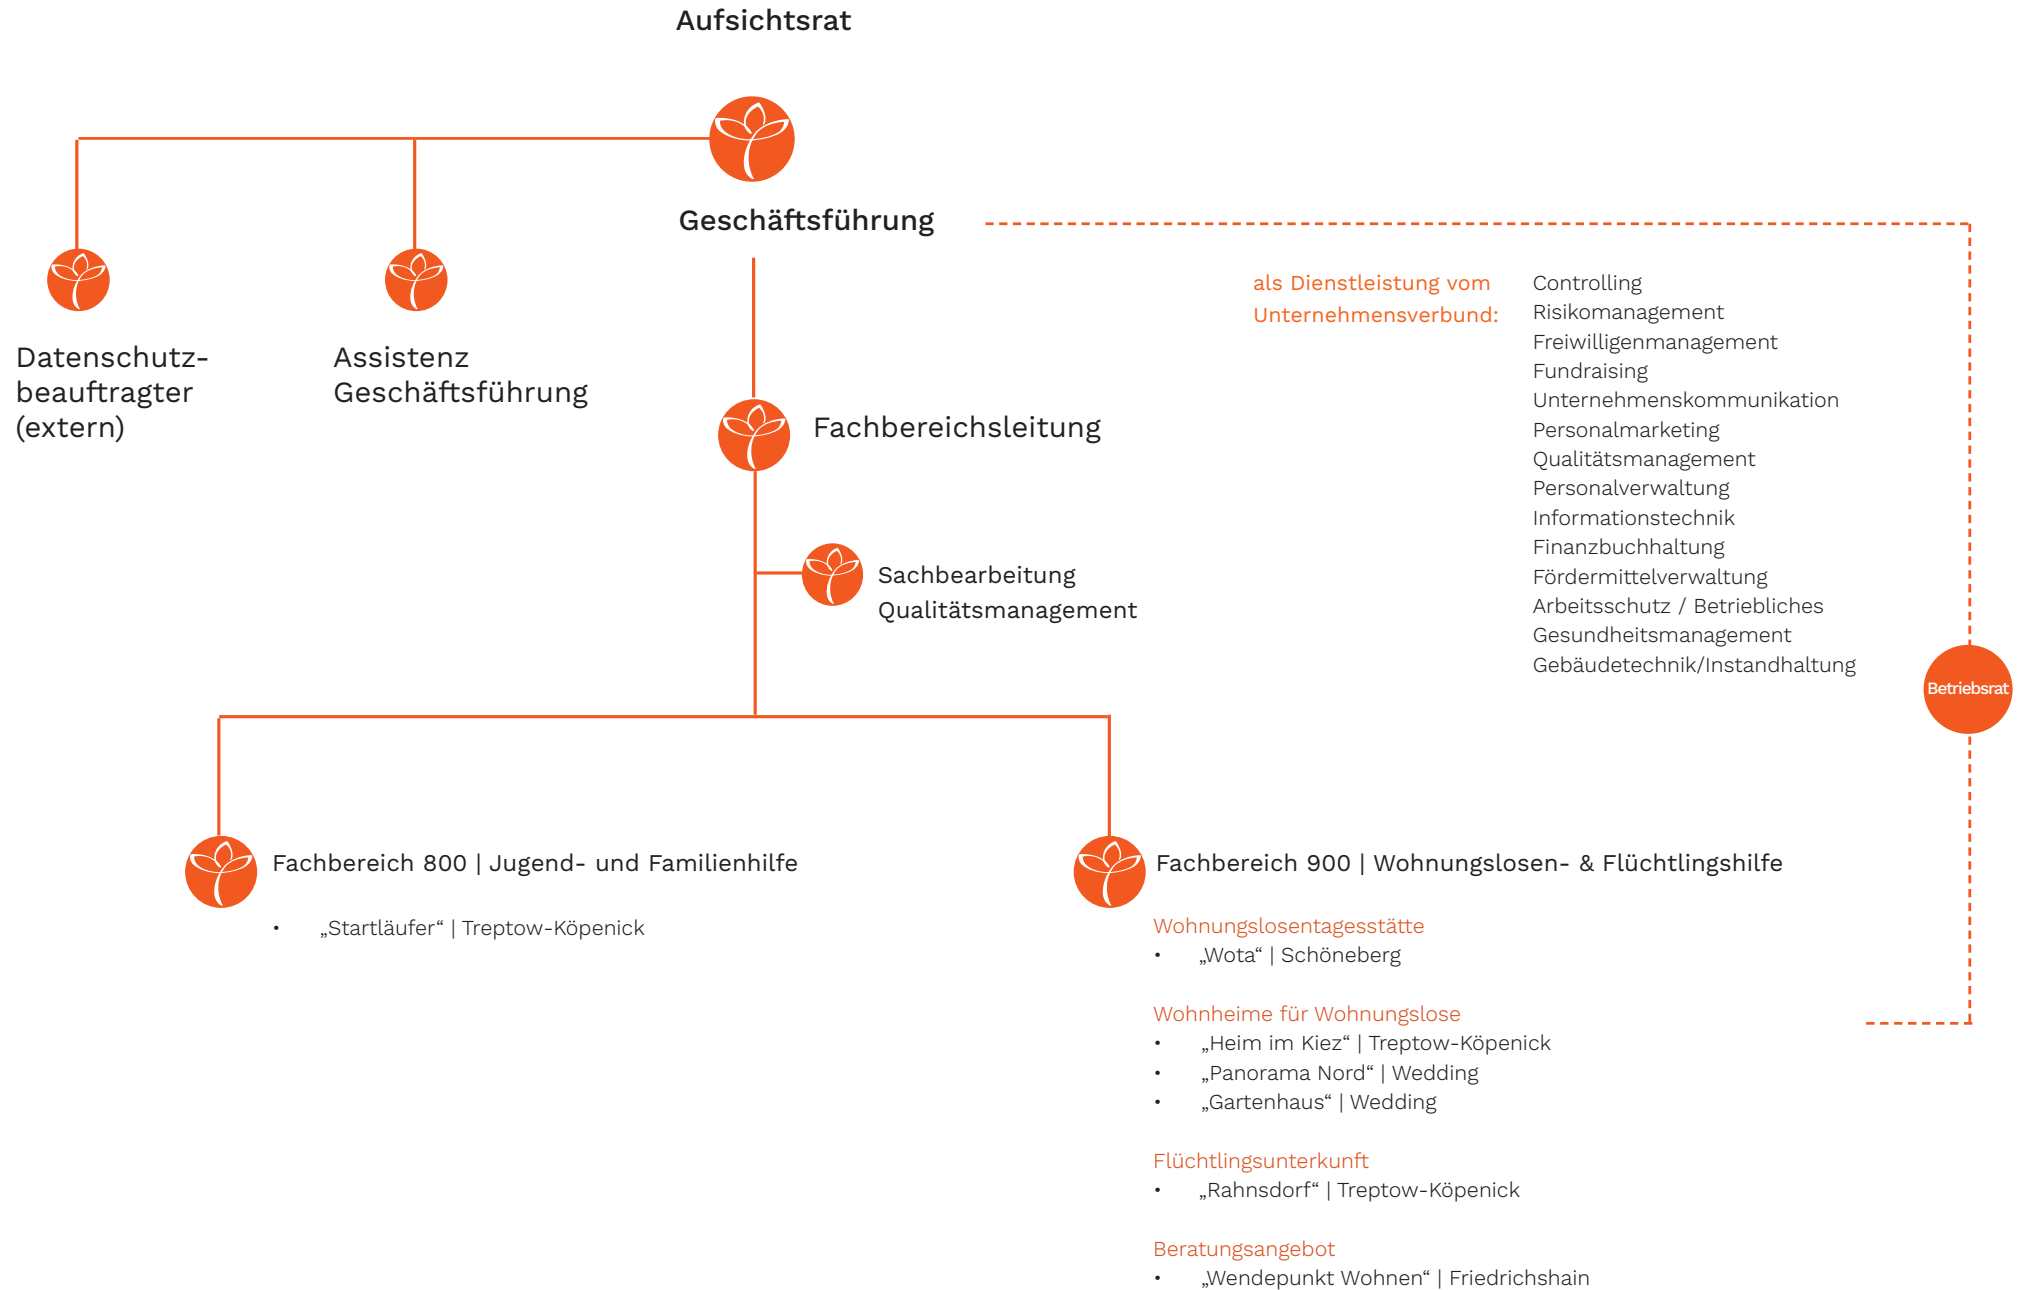 Aufsichtsrat
Geschäftsführung
Datenschutz-
beauftragter
(extern)
Assistenz
Geschäftsführung
als Dienstleistung vom
Unternehmensverbund:
Controlling
Risikomanagement
Freiwilligenmanagement
Fundraising
Unternehmenskommunikation
Personalmarketing
Qualitätsmanagement
Personalverwaltung
Informationstechnik
Finanzbuchhaltung
Fördermittelverwaltung
Arbeitsschutz / Betriebliches
Gesundheitsmanagement
Gebäudetechnik/Instandhaltung
Fachbereichsleitung
Sachbearbeitung
Qualitätsmanagement
Betriebsrat
Fachbereich 800 | Jugend- und Familienhilfe
• „Startläufer“ | Treptow-Köpenick
Fachbereich 900 | Wohnungslosen- & Flüchtlingshilfe
Wohnungslosentagesstätte
• „Wota“ | Schöneberg
Wohnheime für Wohnungslose
• „Heim im Kiez“ | Treptow-Köpenick
• „Panorama Nord“ | Wedding
• „Gartenhaus“ | Wedding
Flüchtlingsunterkunft
• „Rahnsdorf“ | Treptow-Köpenick
Beratungsangebot
• „Wendepunkt Wohnen“ | Friedrichshain